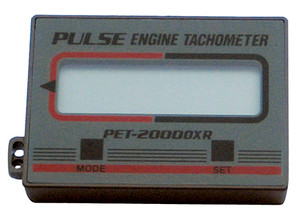 PULSE ENGINE TACHOMETER
PET-20000XR
MODE SET